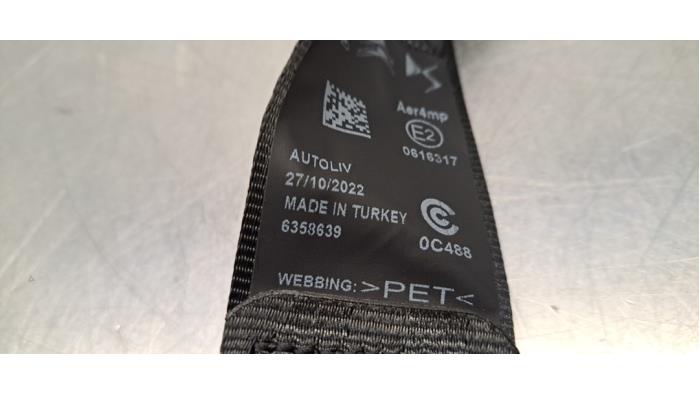 Aer4mp
E2
0616317
AUTOLIV
27/10/2022
MADE IN TURKEY
6358639
0C488
WEBBING: >PET<